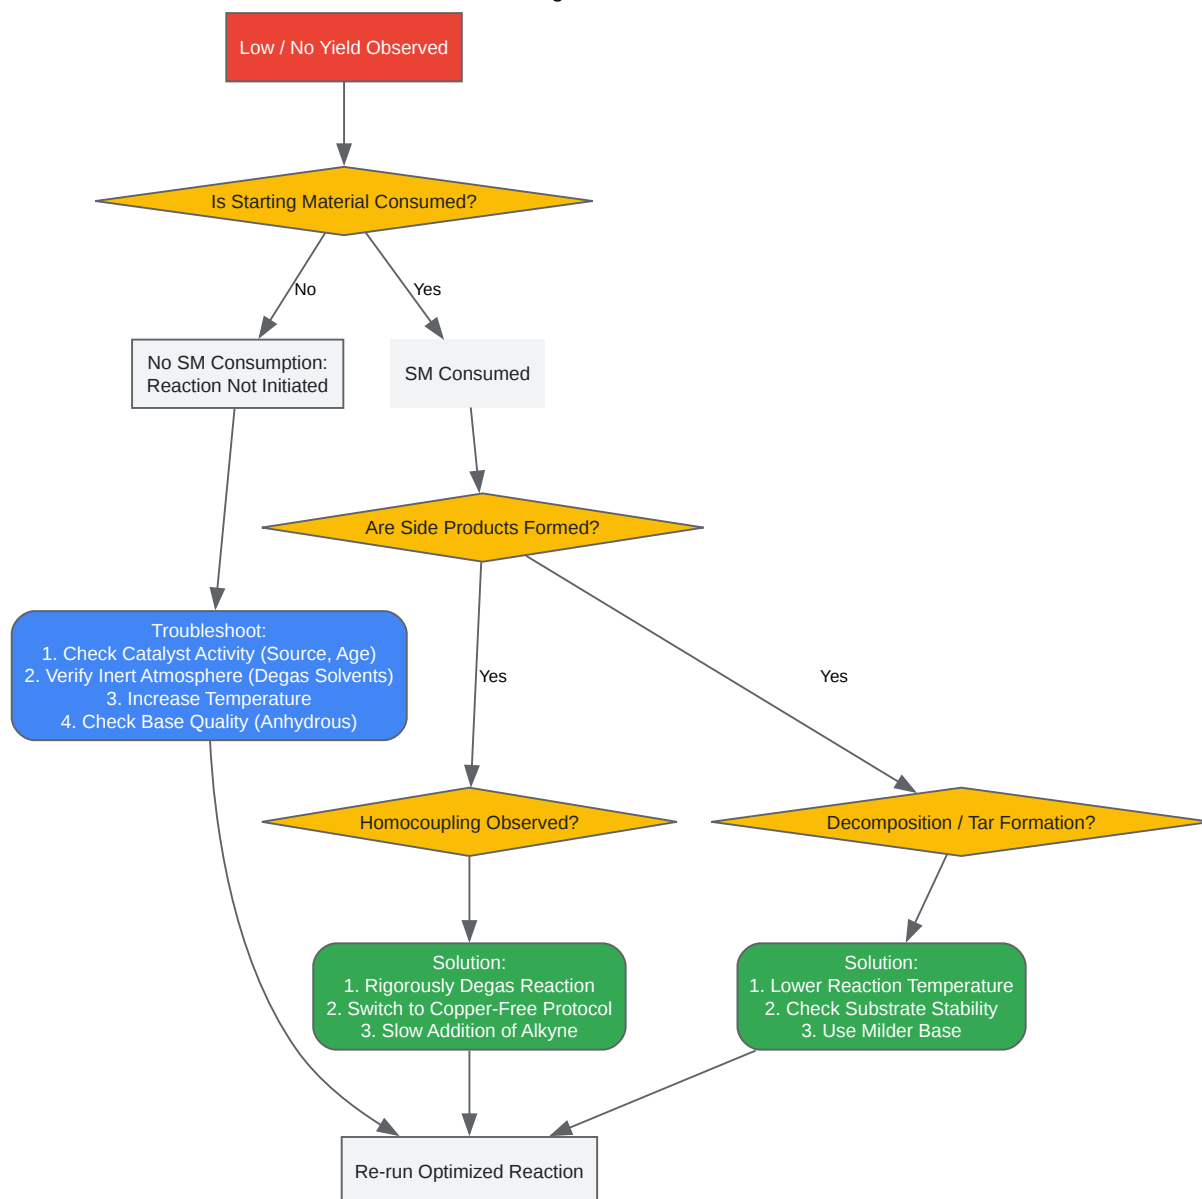 Low / No Yield Observed
Is Starting Material Consumed?
No
Yes
No SM Consumption:
Reaction Not Initiated
SM Consumed
Are Side Products Formed?
Troubleshoot:
1. Check Catalyst Activity (Source, Age)
2. Verify Inert Atmosphere (Degas Solvents)
3. Increase Temperature
4. Check Base Quality (Anhydrous)
Yes
Yes
Homocoupling Observed?
Decomposition / Tar Formation?
Solution:
1. Rigorously Degas Reaction
2. Switch to Copper-Free Protocol
3. Slow Addition of Alkyne
Solution:
1. Lower Reaction Temperature
2. Check Substrate Stability
3. Use Milder Base
Re-run Optimized Reaction